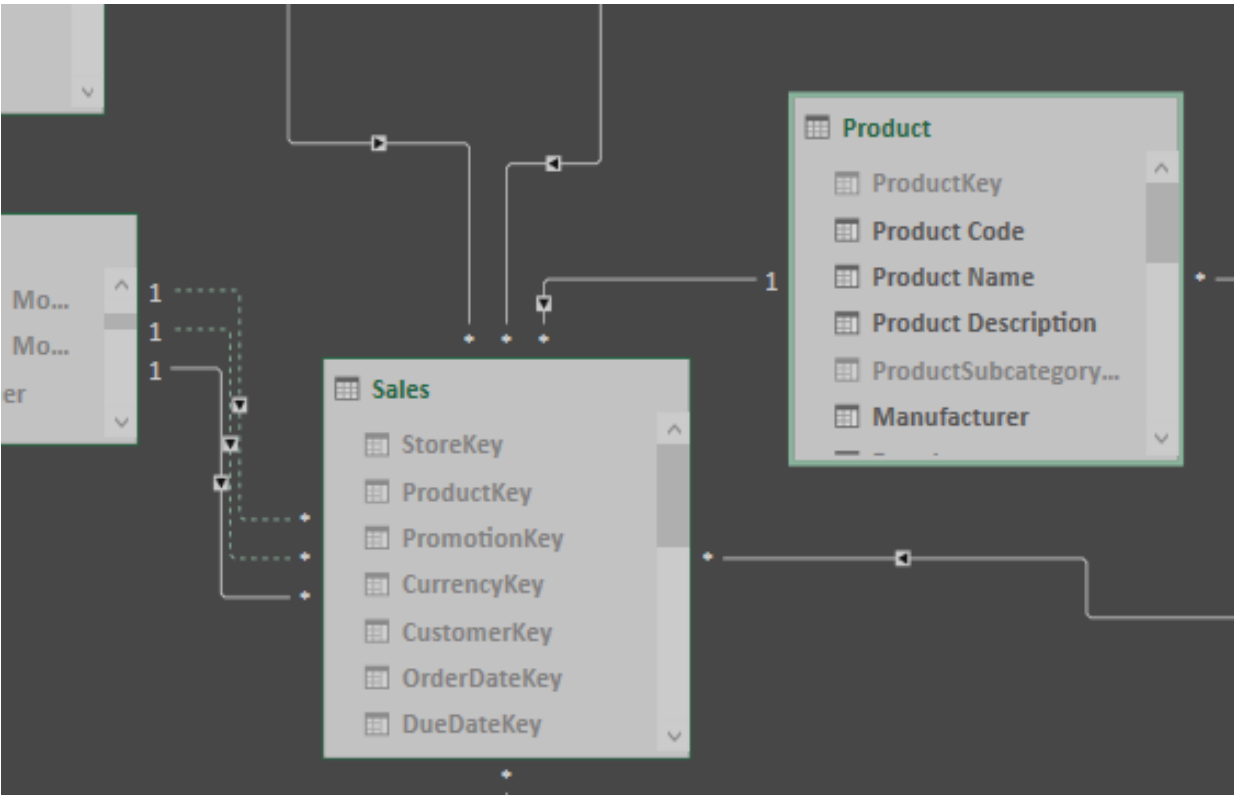 Product
ProductKey
Product Code
Product Name
Product Description
ProductSubcategory...
Manufacturer
1
*
Mo...
Mo...
er
1
1
1
* * *
Sales
StoreKey
ProductKey
PromotionKey
CurrencyKey
CustomerKey
OrderDateKey
DueDateKey
*
*
*
*
*